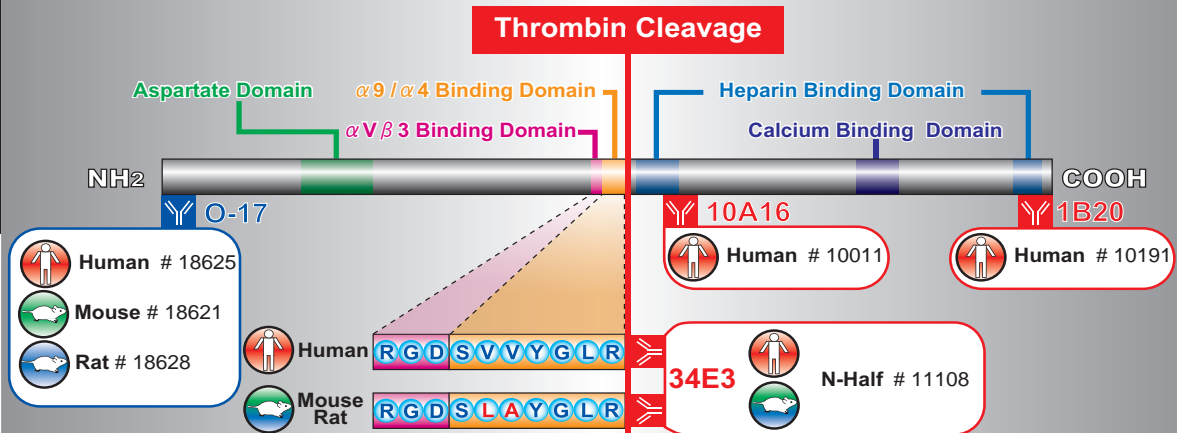 Thrombin Cleavage
Aspartate Domain
α9/α4 Binding Domain
Heparin Binding Domain
αVβ3 Binding Domain
Calcium Binding Domain
NH2
COOH
O-17
10A16
1B20
Human # 18625
Mouse # 18621
Rat # 18628
Human # 10011
Human # 10191
Human
RGDSVVYGLR
Mouse
Rat
RGDSLAYGLR
34E3
N-Half # 11108